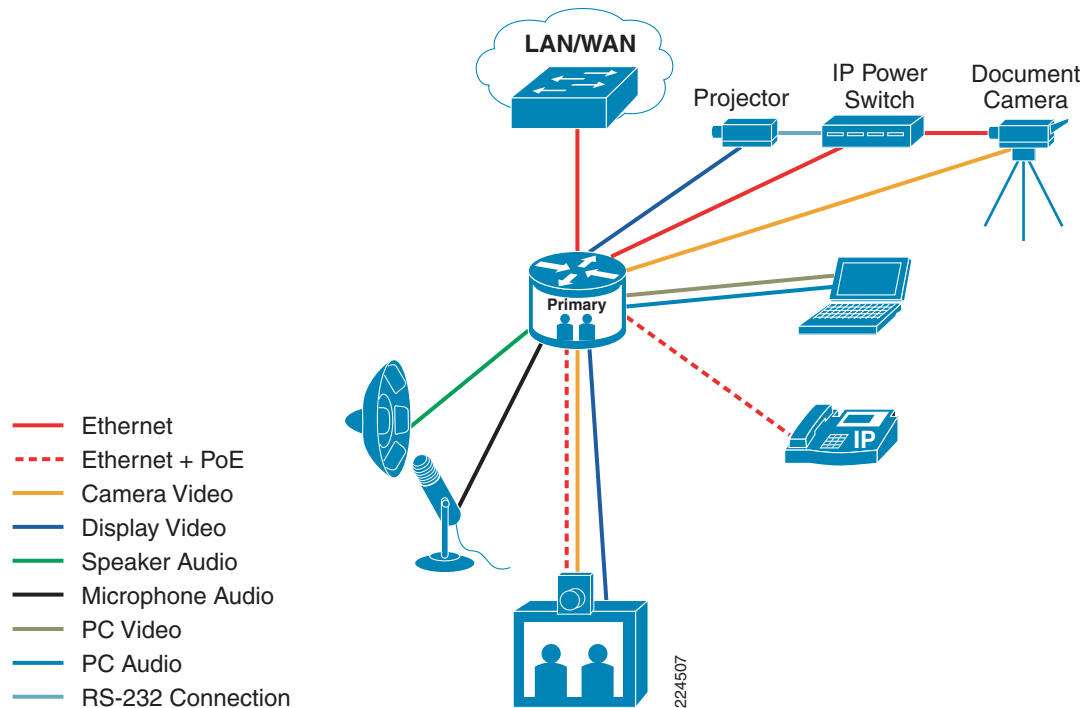 LAN/WAN
Projector
IP Power
Switch
Document
Camera
Primary
IP
Ethernet
Ethernet + PoE
Camera Video
Display Video
Speaker Audio
Microphone Audio
PC Video
PC Audio
RS-232 Connection
224507